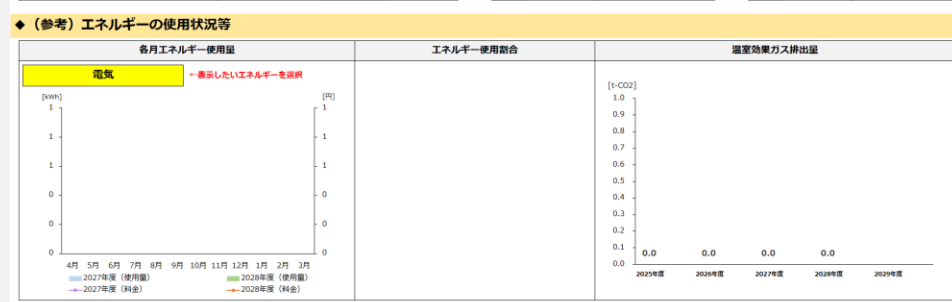 ◆（参考）エネルギーの使用状況等
各月エネルギー使用量
エネルギー使用割合
温室効果ガス排出量
電気
←表示したいエネルギーを選択
[kWh]
[円]
1
1
1
0
0
0
1
1
1
0
0
0
4月 5月 6月 7月 8月 9月 10月 11月 12月 1月 2月 3月
2027年度（使用量）
2028年度（使用量）
2027年度（料金）
2028年度（料金）
[t-CO2]
1.0
0.9
0.8
0.7
0.6
0.5
0.4
0.3
0.2
0.1
0.0
0.0 0.0 0.0 0.0
2025年度 2026年度 2027年度 2028年度 2029年度